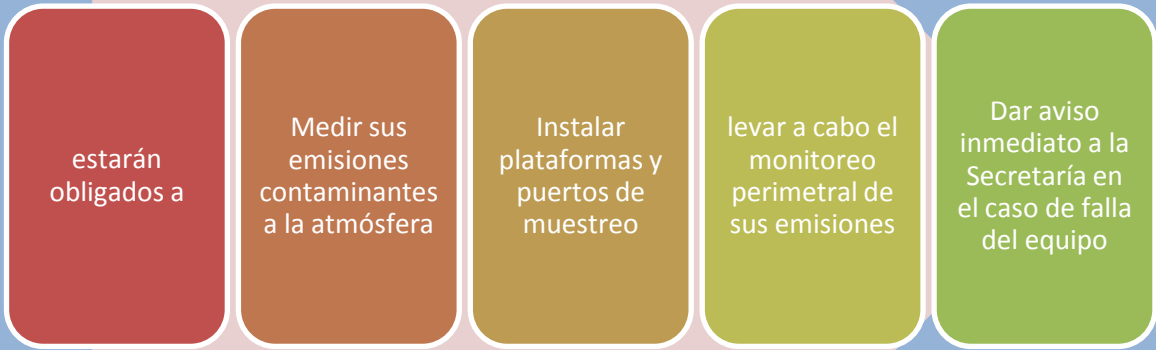 estarán
obligados a
Medir sus
emisiones
contaminantes
a la atmósfera
Instalar
plataformas y
puertos de
muestreo
levar a cabo el
monitoreo
perimetral de
sus emisiones
Dar aviso
inmediato a la
Secretaría en
el caso de falla
del equipo